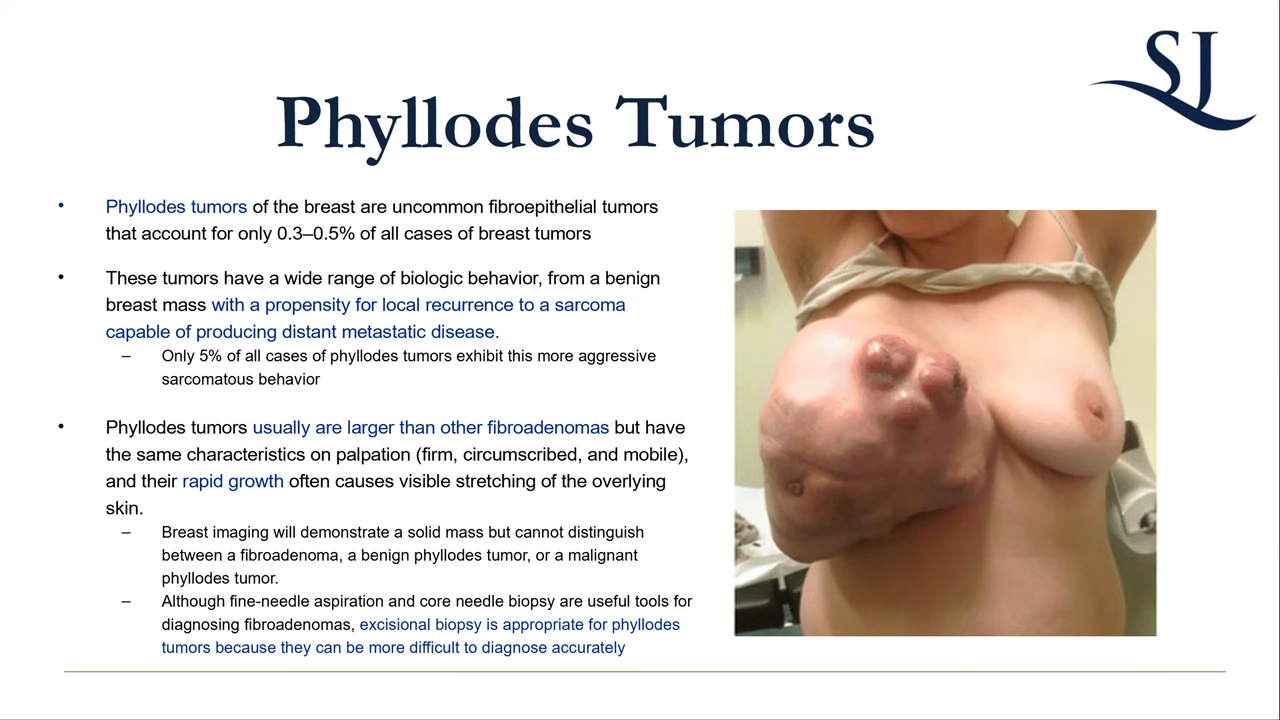 SJ
Phyllodes Tumors
• Phyllodes tumors of the breast are uncommon fibroepithelial tumors
that account for only 0.3–0.5% of all cases of breast tumors
• These tumors have a wide range of biologic behavior, from a benign
breast mass with a propensity for local recurrence to a sarcoma
capable of producing distant metastatic disease.
– Only 5% of all cases of phyllodes tumors exhibit this more aggressive
sarcomatous behavior
• Phyllodes tumors usually are larger than other fibroadenomas but have
the same characteristics on palpation (firm, circumscribed, and mobile),
and their rapid growth often causes visible stretching of the overlying
skin.
– Breast imaging will demonstrate a solid mass but cannot distinguish
between a fibroadenoma, a benign phyllodes tumor, or a malignant
phyllodes tumor.
– Although fine-needle aspiration and core needle biopsy are useful tools for
diagnosing fibroadenomas, excisional biopsy is appropriate for phyllodes
tumors because they can be more difficult to diagnose accurately